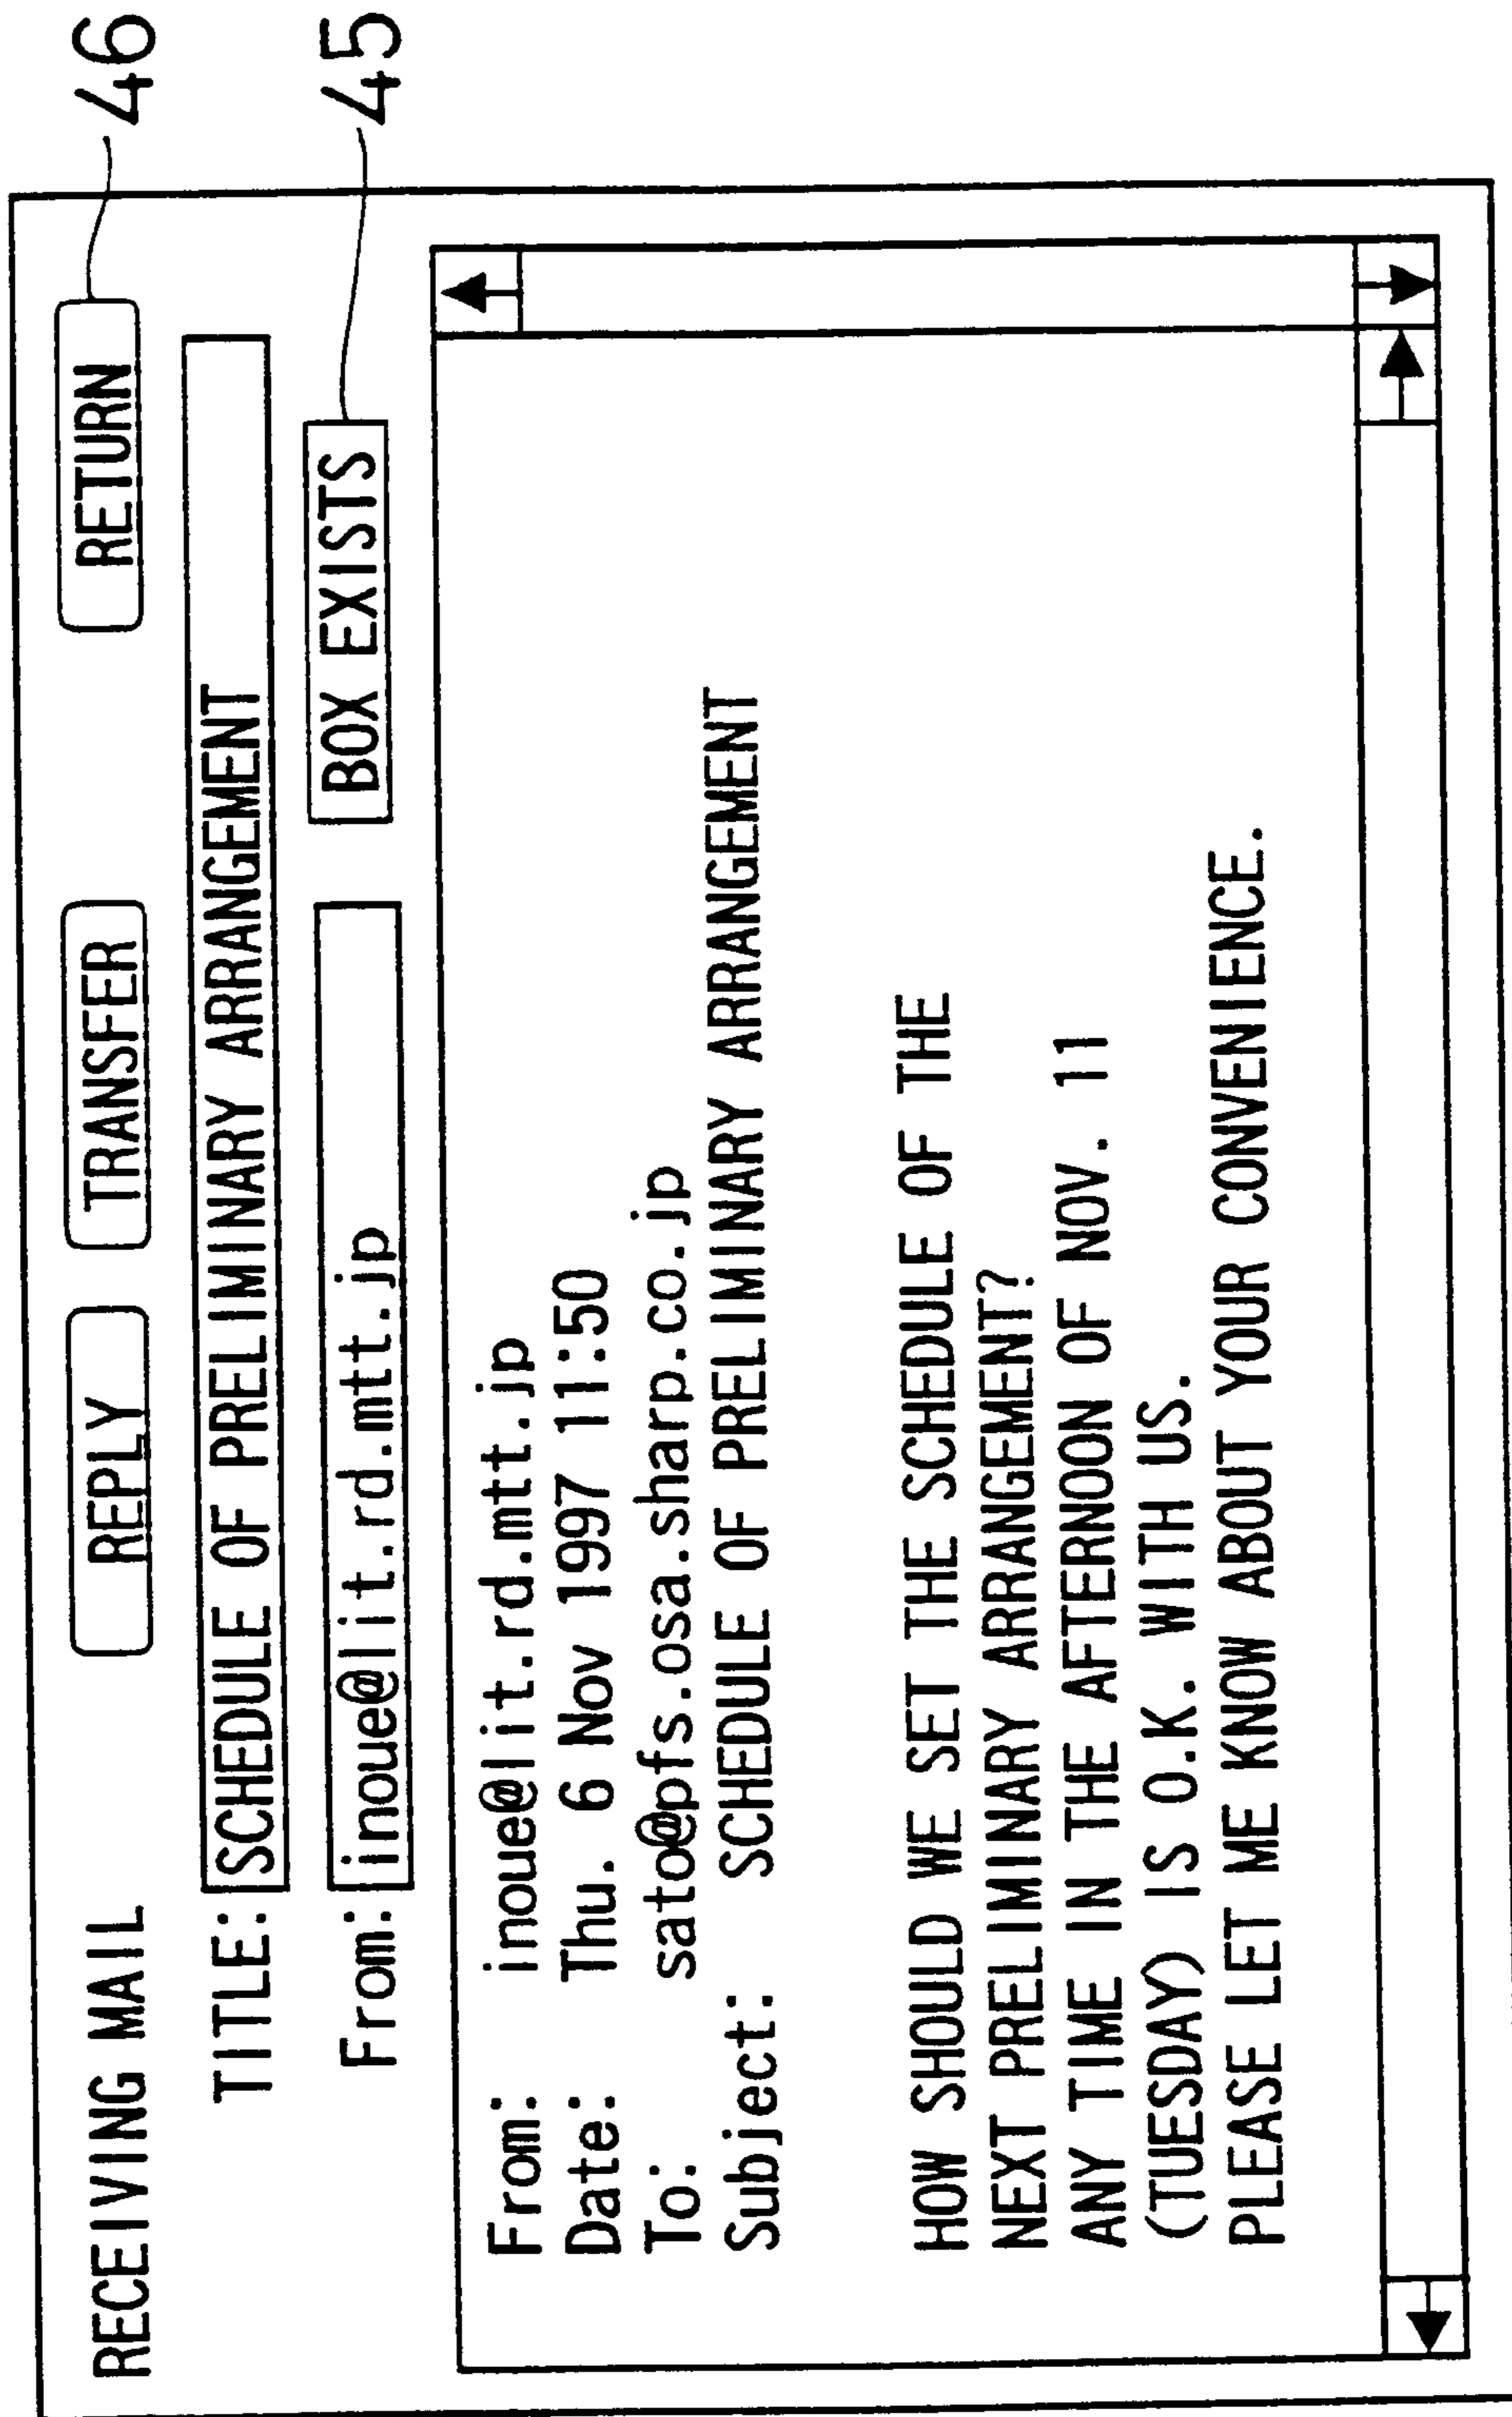 RECEIVING MAIL REPLY TRANSFER RETURN 46
TITLE: SCHEDULE OF PRELIMINARY ARRANGEMENT
From: inoue@lit.rd.mtt.jp BOX EXISTS 45
From: inoue@lit.rd.mtt.jp
Date: Thu. 6 Nov 1997 11:50
To: sato@pfs.osa.sharp.co.jp
Subject: SCHEDULE OF PRELIMINARY ARRANGEMENT
HOW SHOULD WE SET THE SCHEDULE OF THE
NEXT PRELIMINARY ARRANGEMENT?
ANY TIME IN THE AFTERNOON OF NOV. 11
(TUESDAY) IS O.K. WITH US.
PLEASE LET ME KNOW ABOUT YOUR CONVENIENCE.